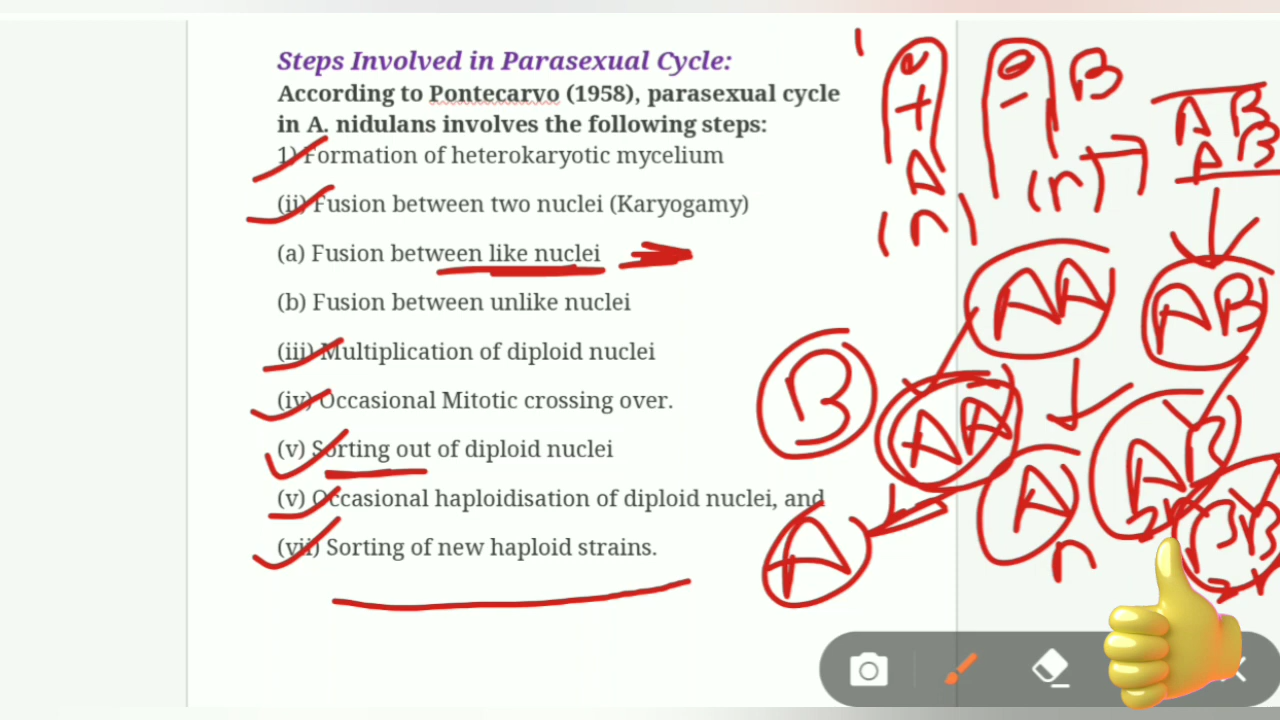 Steps Involved in Parasexual Cycle:
According to Pontecarvo (1958), parasexual cycle
in A. nidulans involves the following steps:
1) Formation of heterokaryotic mycelium
(ii) Fusion between two nuclei (Karyogamy)
(a) Fusion between like nuclei
(b) Fusion between unlike nuclei
(iii) Multiplication of diploid nuclei
(iv) Occasional Mitotic crossing over.
(v) Sorting out of diploid nuclei
(v) Occasional haploidisation of diploid nuclei, and
(vii) Sorting of new haploid strains.
+
-
B
A
(n)
(n)
A B
A B
AA
AB
B
AA
A
n
A